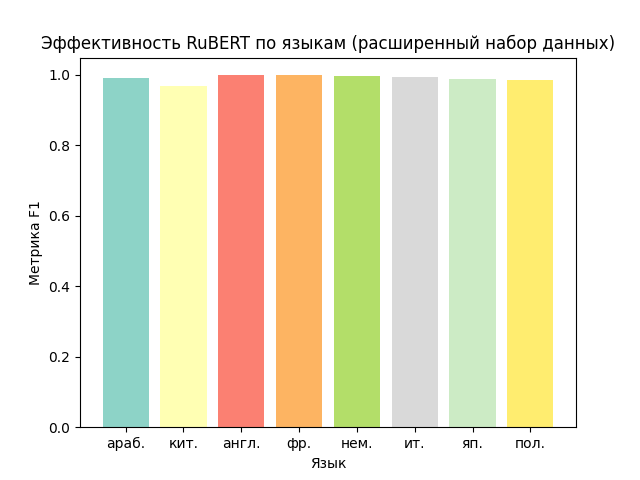 Эффективность RuBERT по языкам (расширенный набор данных)
1.0
0.8
0.6
0.4
0.2
0.0
Метрика F1
араб. кит. англ. фр. нем. ит. яп. пол.
Язык